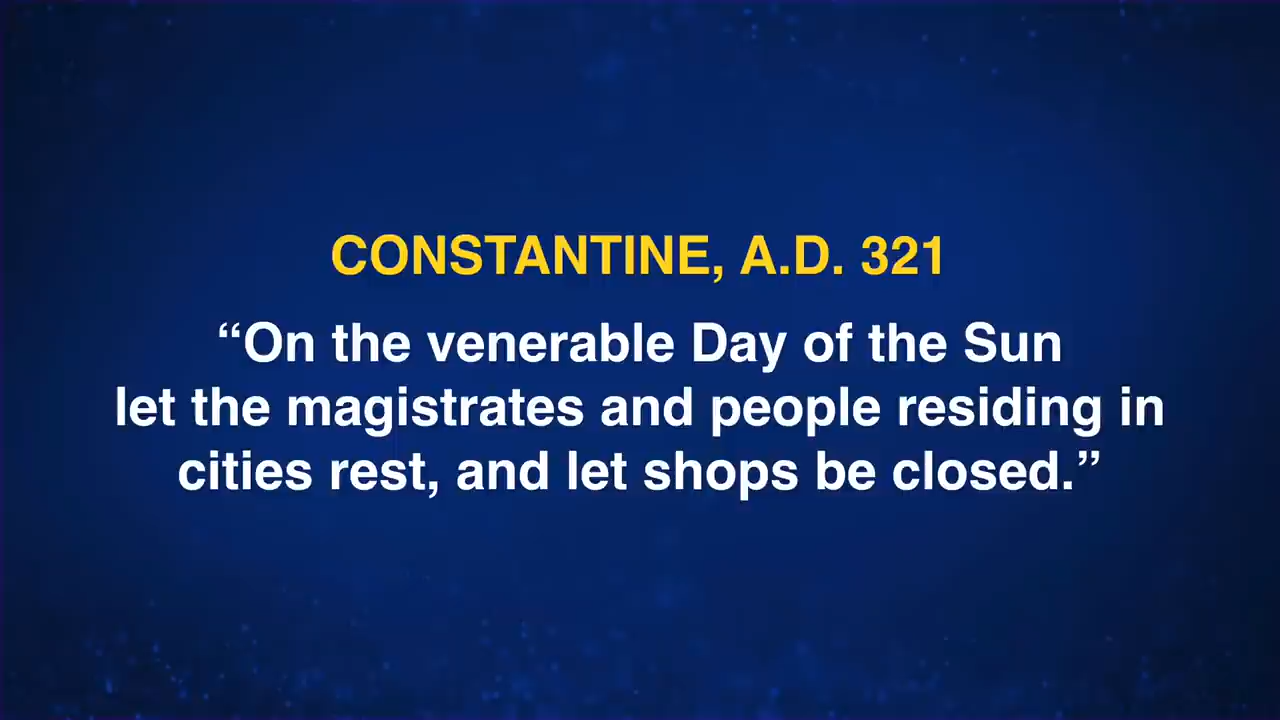 CONSTANTINE, A.D. 321
“On the venerable Day of the Sun
let the magistrates and people residing in
cities rest, and let shops be closed.”